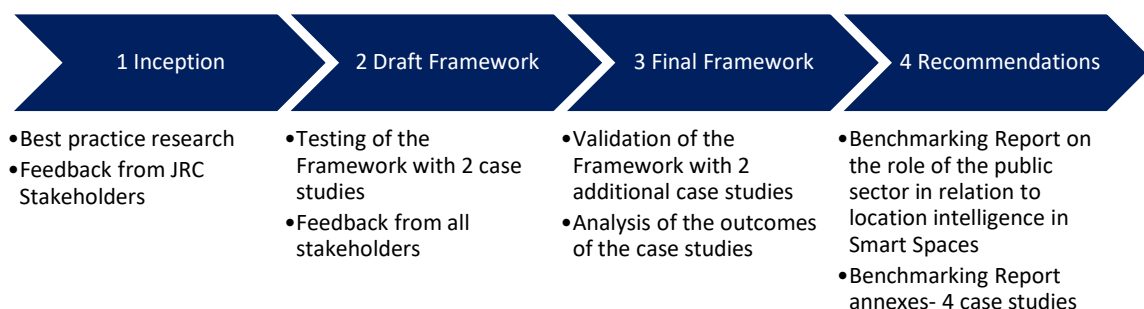 1 Inception
2 Draft Framework
3 Final Framework
4 Recommendations
•Best practice research
•Feedback from JRC
Stakeholders
•Testing of the
Framework with 2 case
studies
•Feedback from all
stakeholders
•Validation of the
Framework with 2
additional case studies
•Analysis of the outcomes
of the case studies
•Benchmarking Report on
the role of the public
sector in relation to
location intelligence in
Smart Spaces
•Benchmarking Report
annexes- 4 case studies